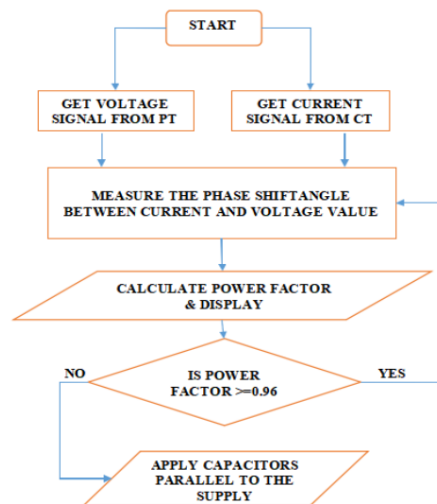 START
GET VOLTAGE
SIGNAL FROM PT
GET CURRENT
SIGNAL FROM CT
MEASURE THE PHASE SHIFTANGLE
BETWEEN CURRENT AND VOLTAGE VALUE
CALCULATE POWER FACTOR
& DISPLAY
NO
IS POWER
FACTOR >=0.96
YES
APPLY CAPACITORS
PARALLEL TO THE
SUPPLY